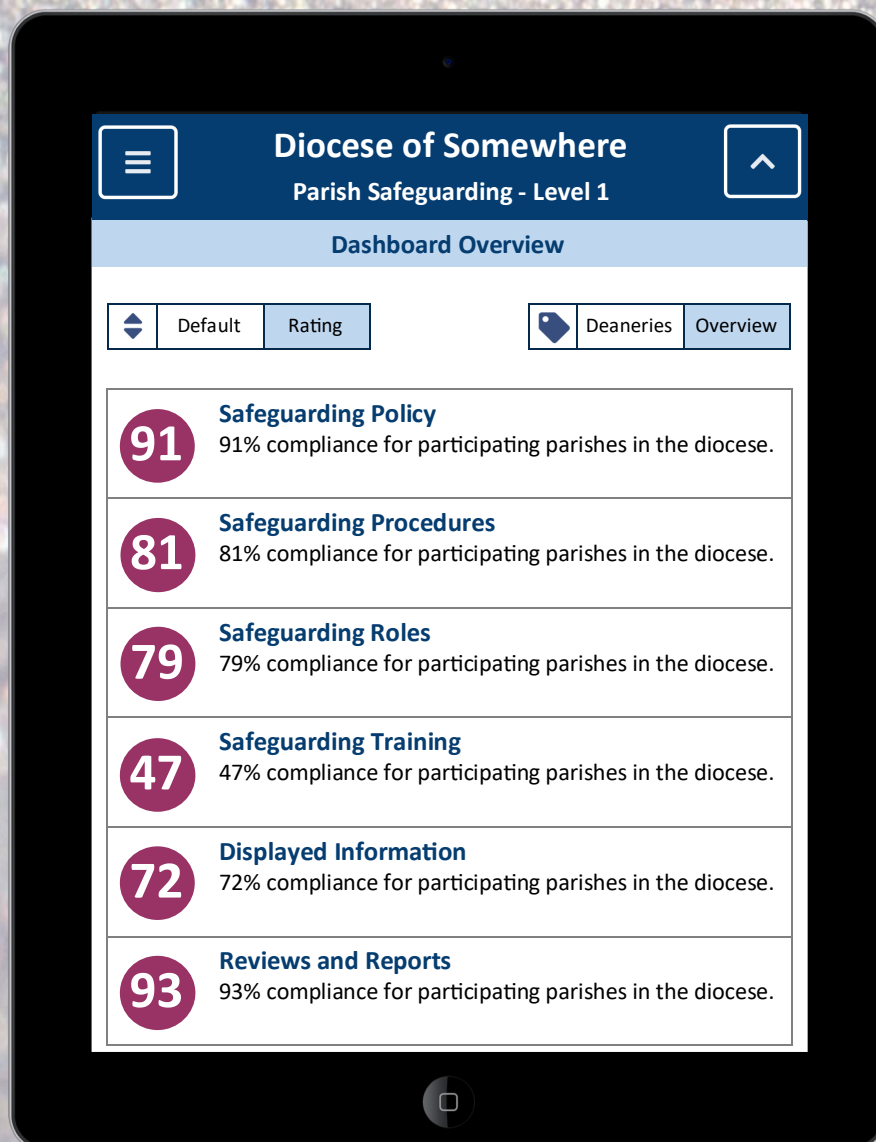 Diocese of Somewhere
Parish Safeguarding - Level 1
Dashboard Overview
Default Rating Deaneries Overview
91
Safeguarding Policy
91% compliance for participating parishes in the diocese.
81
Safeguarding Procedures
81% compliance for participating parishes in the diocese.
79
Safeguarding Roles
79% compliance for participating parishes in the diocese.
47
Safeguarding Training
47% compliance for participating parishes in the diocese.
72
Displayed Information
72% compliance for participating parishes in the diocese.
93
Reviews and Reports
93% compliance for participating parishes in the diocese.